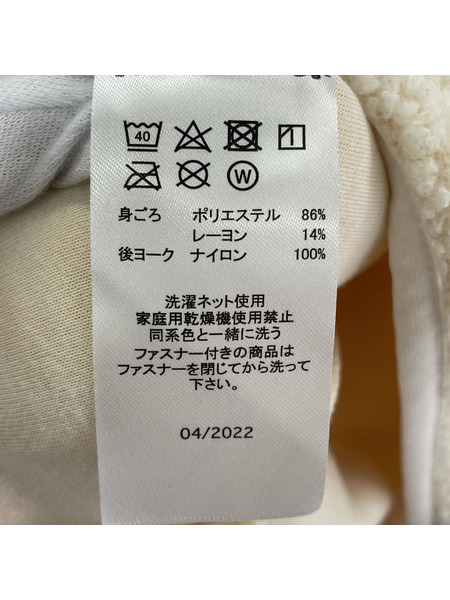 40
W
身ごろ ポリエステル 86%
レーヨン 14%
後ヨーク ナイロン 100%
洗濯ネット使用
家庭用乾燥機使用禁止
同系色と一緒に洗う
ファスナー付きの商品は
ファスナーを閉じてから洗って
下さい。
04/2022